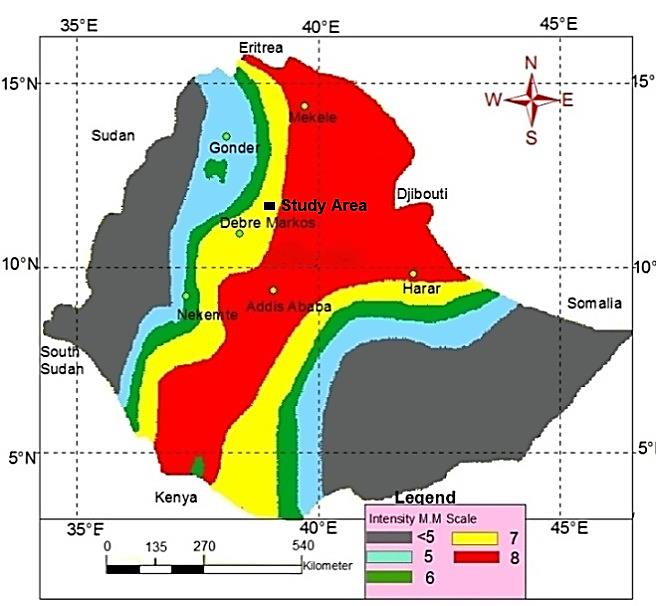 35°E 40°E 45°E
Eritrea
N
15°N 15°
W E
Mekele
S
Sudan
Gonder
Djibouti
Study Area
Debre Markos
10°N 10°
Harar
Addis Ababa
Somalia
Nekemte
South
Sudan
5°N 5°
Kenya
Legend
Intensity M.M Scale
<5 7
5 8
6
35°E 40°E 45°E
0 135 270 540
Kilometer